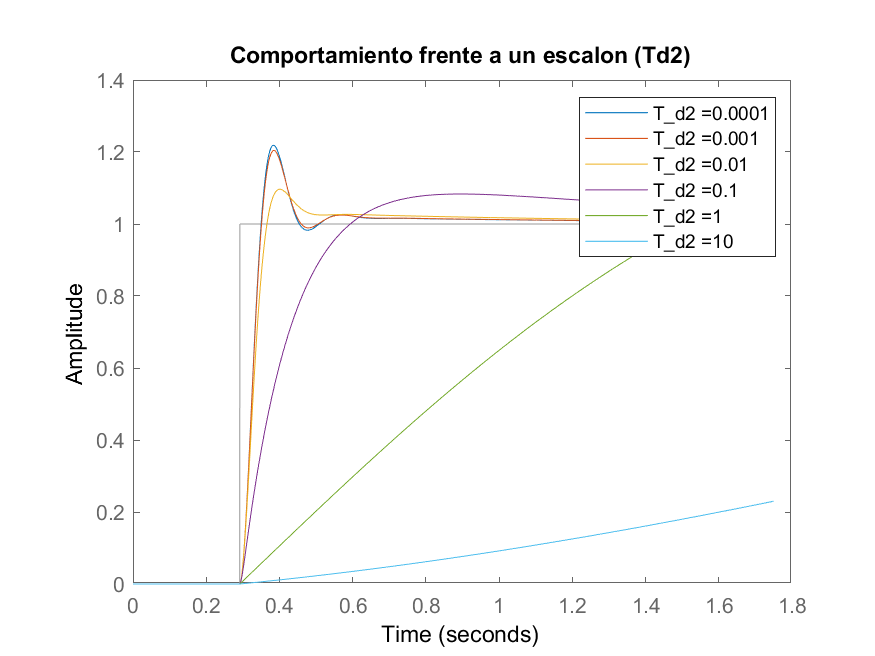 Comportamiento frente a un escalon (Td2)
1.4
1.2
1
0.8
0.6
0.4
0.2
0
Amplitude
T_d2 =0.0001
T_d2 =0.001
T_d2 =0.01
T_d2 =0.1
T_d2 =1
T_d2 =10
0 0.2 0.4 0.6 0.8 1 1.2 1.4 1.6 1.8
Time (seconds)